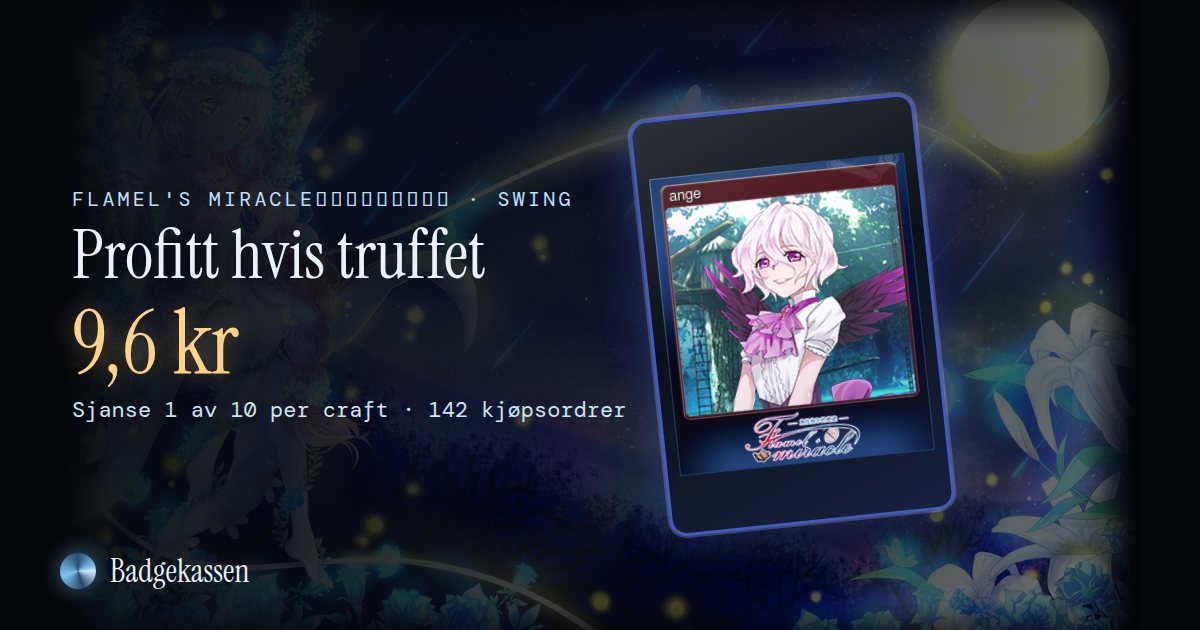 FLAMEL'S MIRACLE▯▯▯▯▯▯▯▯▯ · SWING
Profitt hvis truffet
9,6 kr
Sjanse 1 av 10 per craft · 142 kjøpsordrer
ange
Flamel miracle
Badgekassen